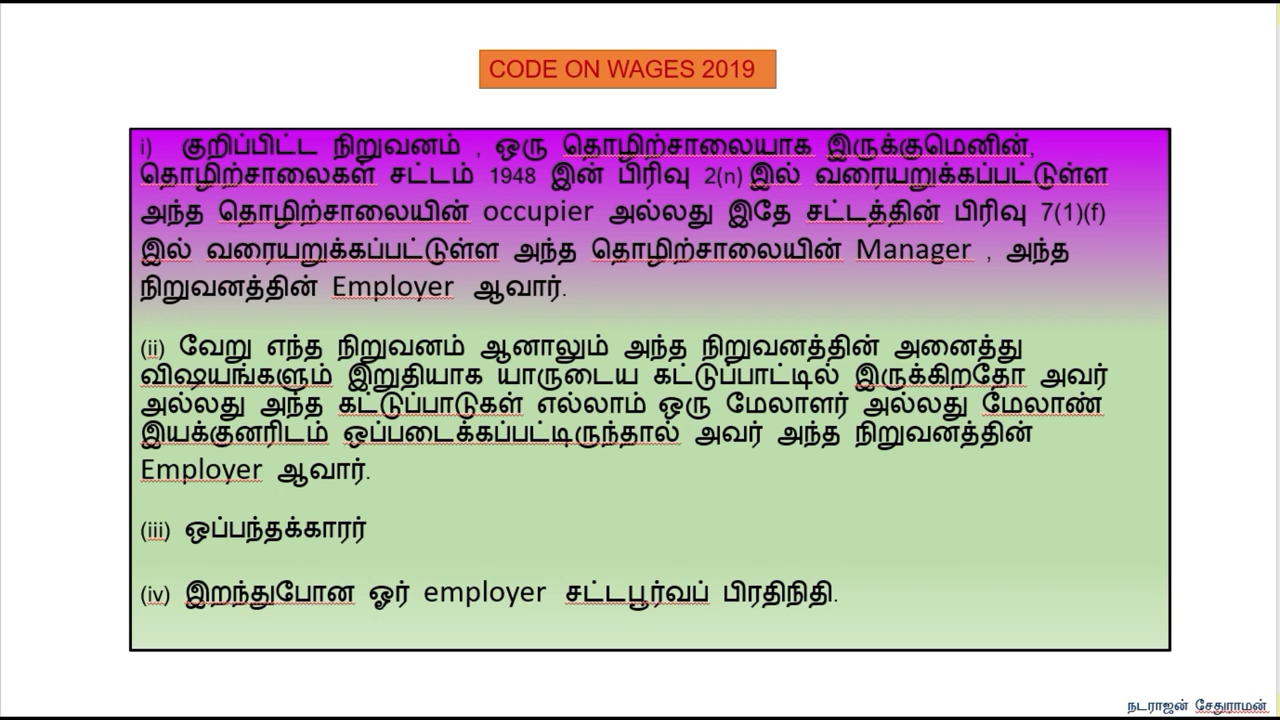 CODE ON WAGES 2019
i) குறிப்பிட்ட நிறுவனம் , ஒரு தொழிற்சாலையாக இருக்குமெனின்,
தொழிற்சாலைகள் சட்டம் 1948 இன் பிரிவு 2(n) இல் வரையறுக்கப்பட்டுள்ள
அந்த தொழிற்சாலையின் occupier அல்லது இதே சட்டத்தின் பிரிவு 7(1)(f)
இல் வரையறுக்கப்பட்டுள்ள அந்த தொழிற்சாலையின் Manager , அந்த
நிறுவனத்தின் Employer ஆவார்.
(ii) வேறு எந்த நிறுவனம் ஆனாலும் அந்த நிறுவனத்தின் அனைத்து
விஷயங்களும் இறுதியாக யாருடைய கட்டுப்பாட்டில் இருக்கிறதோ அவர்
அல்லது அந்த கட்டுப்பாடுகள் எல்லாம் ஒரு மேலாளர் அல்லது மேலாண்
இயக்குனரிடம் ஒப்படைக்கப்பட்டிருந்தால் அவர் அந்த நிறுவனத்தின்
Employer ஆவார்.
(iii) ஒப்பந்தக்காரர்
(iv) இறந்துபோன ஓர் employer சட்டபூர்வப் பிரதிநிதி.
நடராஜன் சேதுராமன்